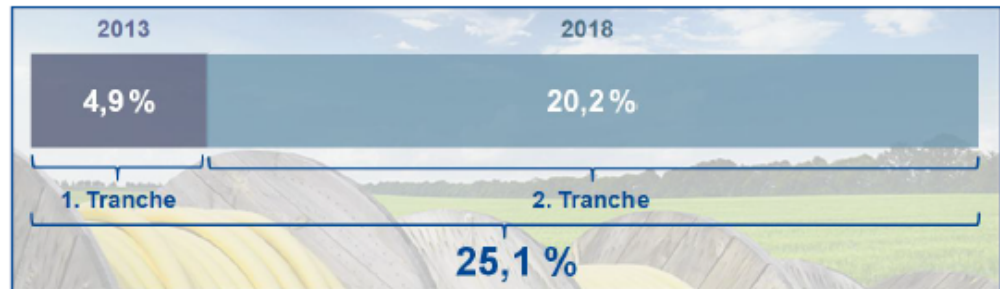 2013 2018
4,9 % 20,2 %
1. Tranche 2. Tranche
25,1 %